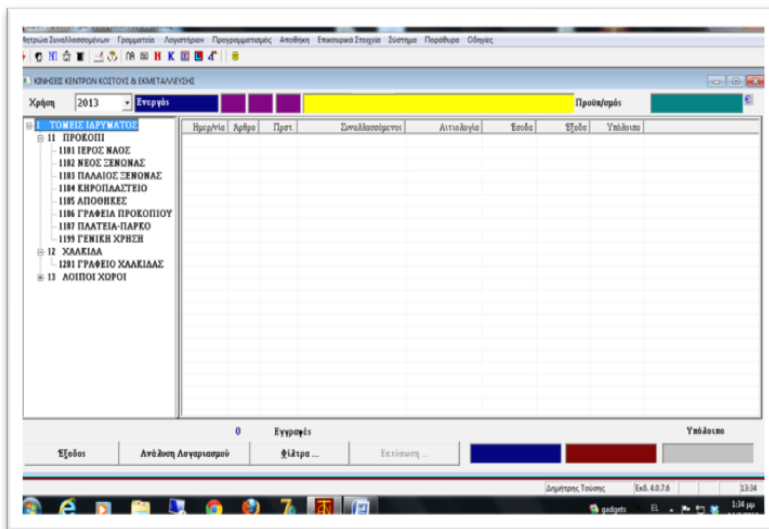 Μητρώα Συναλλασσομένων Γραμματεία Λογιστήριον Προγραμματισμός Αποθήκη Επικουρικά Στοιχεία Σύστημα Παράθυρα Οδηγίες
ΚΙΝΗΣΕΙΣ ΚΕΝΤΡΩΝ ΚΟΣΤΟΥΣ & ΕΚΜΕΤΑΛΛΕΥΣΗΣ
Χρήση 2013 Ενεργός Προϋπ/σμός
1 ΤΟΜΕΙΣ ΙΔΡΥΜΑΤΟΣ
Ημερ/νία Άρθρο Πρστ. Συναλλασσόμενος Αιτιολογία Έσοδα Έξοδα Υπόλοιπο
11 ΠΡΟΚΟΠΙ
1101 ΙΕΡΟΣ ΝΑΟΣ
1102 ΝΕΟΣ ΞΕΝΩΝΑΣ
1103 ΠΑΛΑΙΟΣ ΞΕΝΩΝΑΣ
1104 ΚΗΡΟΠΛΑΣΤΕΙΟ
1105 ΑΠΟΘΗΚΕΣ
1106 ΓΡΑΦΕΙΑ ΠΡΟΚΟΠΙΟΥ
1107 ΠΛΑΤΕΙΑ-ΠΑΡΚΟ
1199 ΓΕΝΙΚΗ ΧΡΗΣΗ
12 ΧΑΛΚΙΔΑ
1201 ΓΡΑΦΕΙΟ ΧΑΛΚΙΔΑΣ
13 ΛΟΙΠΟΙ ΧΩΡΟΙ
0 Εγγραφές Υπόλοιπο
Έξοδος Ανάλυση Λογαριασμού Φίλτρα ... Εκτύπωση ...
Δημήτρης Τούσης Έκδ. 4.0.7.6 13:34
gadgets EL 1:34 μμ